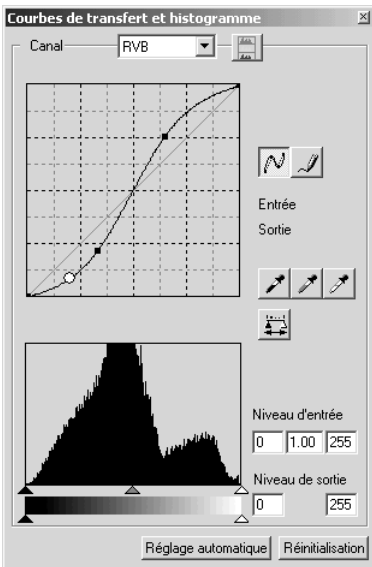 Courbes de transfert et histogramme
Canal RVB
Entrée
Sortie
Niveau d'entrée
0 1.00 255
Niveau de sortie
0 255
Réglage automatique Réinitialisation